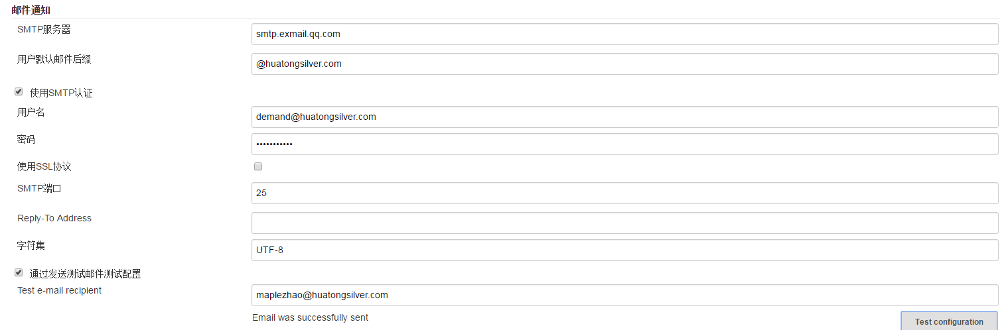 邮件通知
SMTP服务器
smtp.exmail.qq.com
用户默认邮件后缀
@huatongsilver.com
使用SMTP认证
用户名
demand@huatongsilver.com
密码
•••••••••••
使用SSL协议
SMTP端口
25
Reply-To Address
字符集
UTF-8
通过发送测试邮件测试配置
Test e-mail recipient
maplezhao@huatongsilver.com
Email was successfully sent
Test configuration